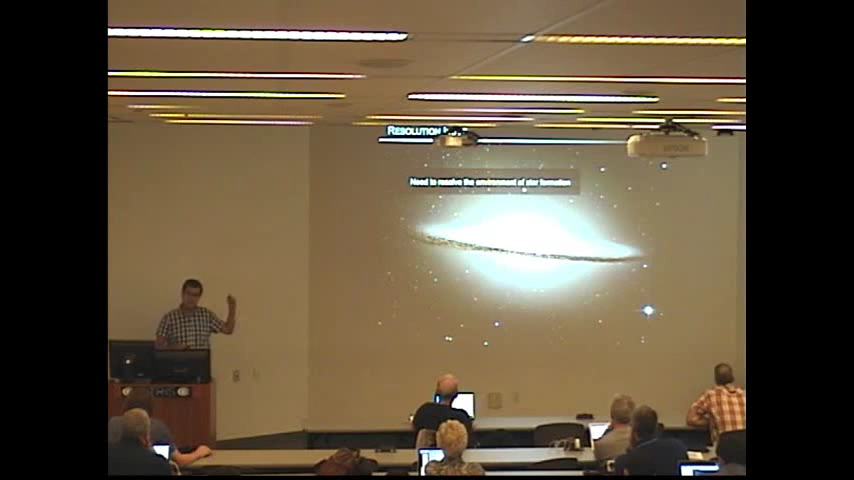 RESOLUTION
Need to resolve the environment of star formation
EPSON